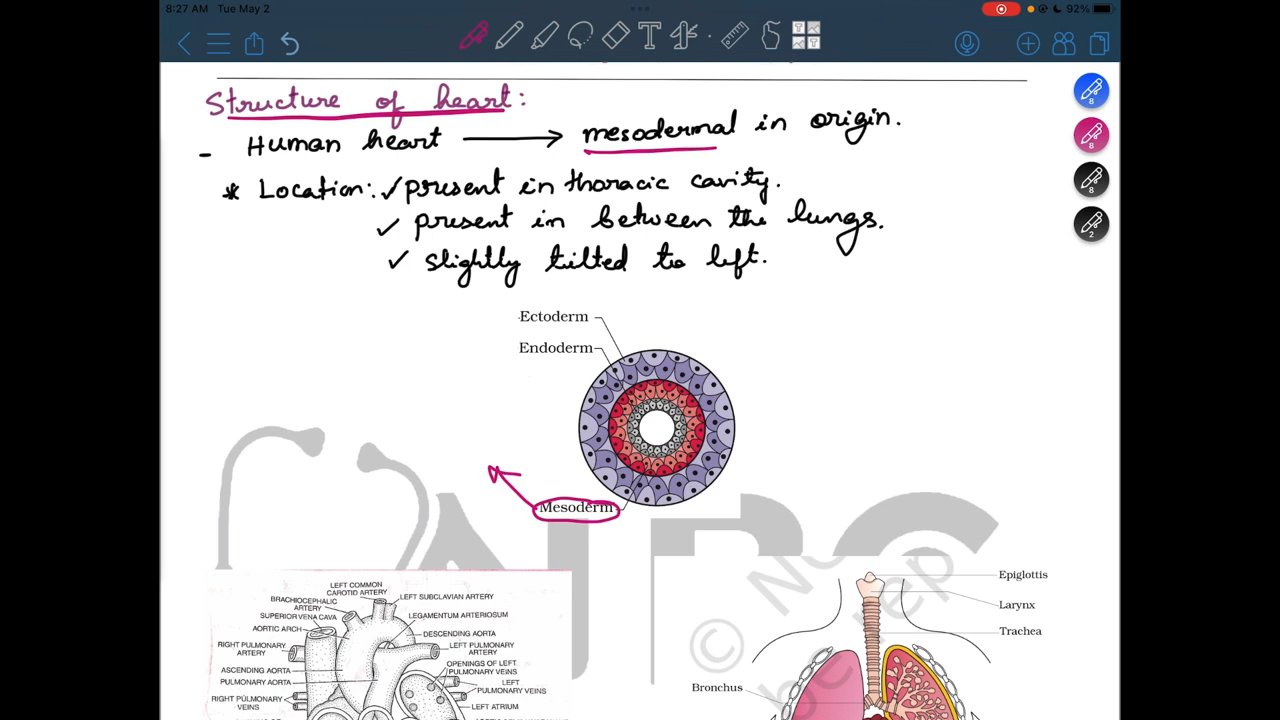 8:27 AM Tue May 2
92%
8
8
8
2
Structure of heart:
- Human heart → mesodermal in origin.
* Location: ✓ present in thoracic cavity.
✓ present in between the lungs.
✓ slightly tilted to left.
Ectoderm
Endoderm
Mesoderm
LEFT COMMON
CAROTID ARTERY
BRACHIOCEPHALIC
ARTERY
LEFT SUBCLAVIAN ARTERY
SUPERIOR VENA CAVA
LEGAMENTUM ARTERIOSUM
AORTIC ARCH
DESCENDING AORTA
RIGHT PULMONARY
ARTERY
LEFT PULMONARY
ARTERY
OPENINGS OF LEFT
PULMONARY VEINS
ASCENDING AORTA
PULMONARY AORTA
LEFT
PULMONARY VEINS
RIGHT PULMONARY
VEINS
LEFT ATRIUM
Epiglottis
Larynx
Trachea
Bronchus
©